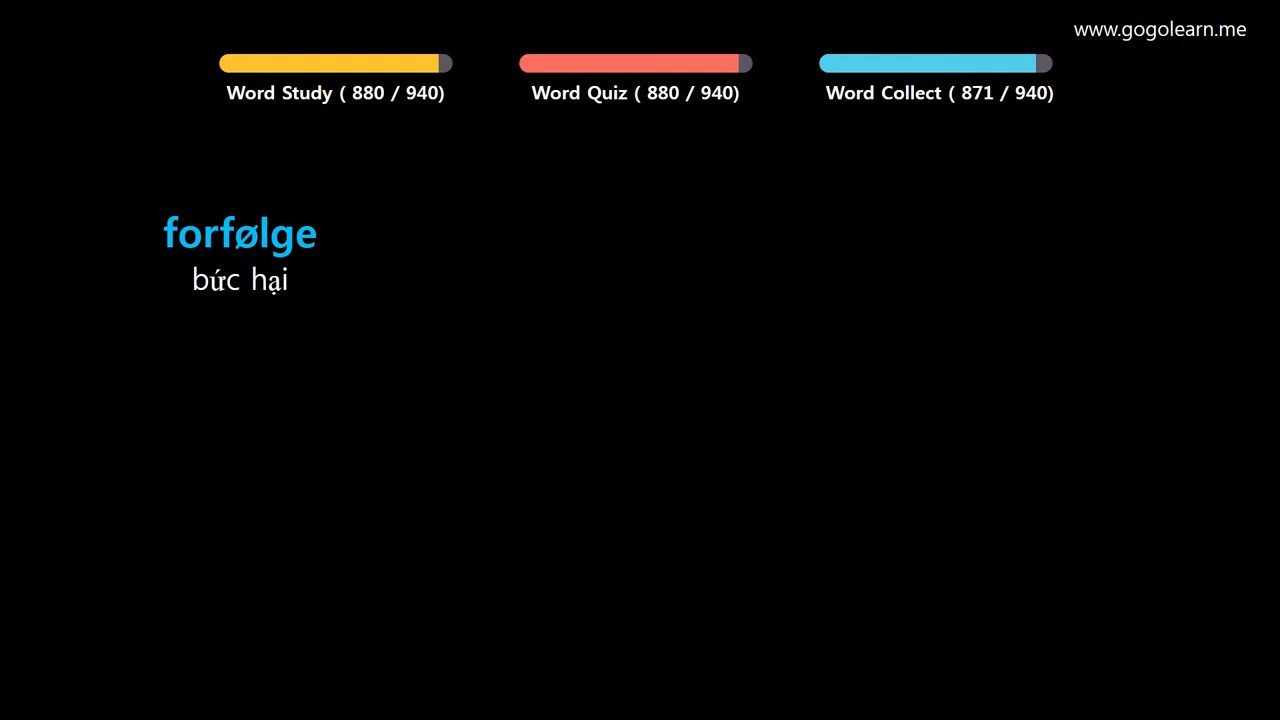 www.gogolearn.me
Word Study ( 880 / 940)
Word Quiz ( 880 / 940)
Word Collect ( 871 / 940)
forfølge
bức hại